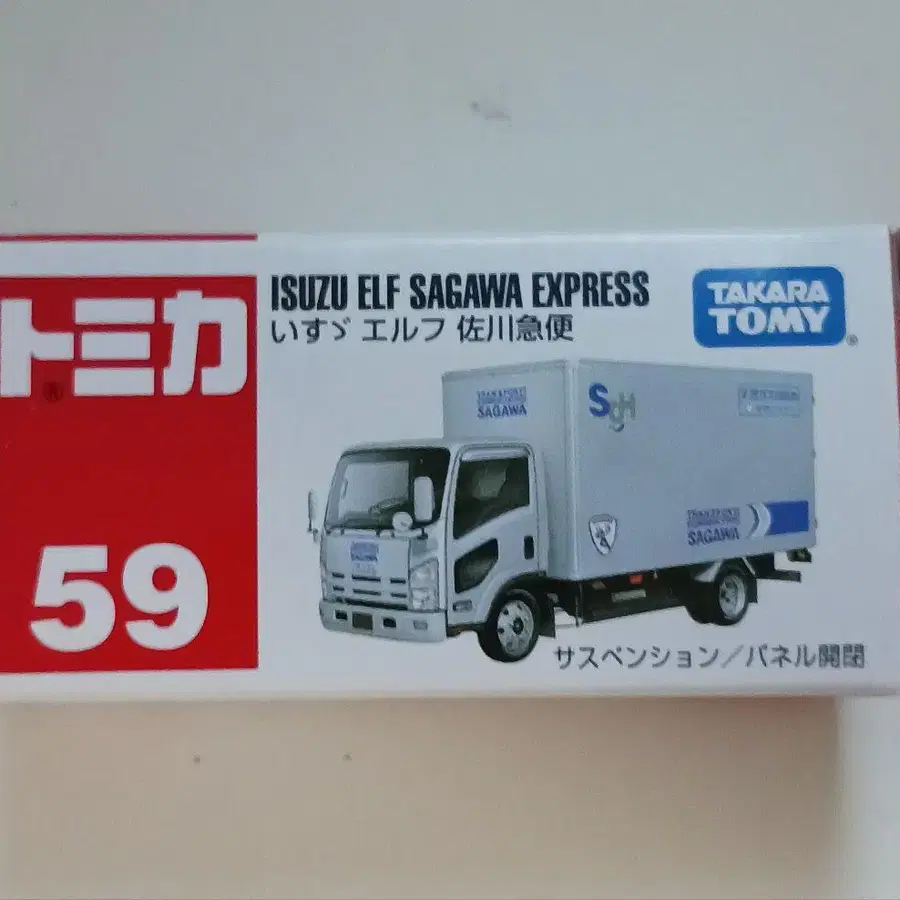 トミカ
59
ISUZU ELF SAGAWA EXPRESS
いすゞ エルフ 佐川急便
TAKARA
TOMY
SAGAWA
SgH
SAGAWA
SAGAWA
サスペンション／パネル開閉